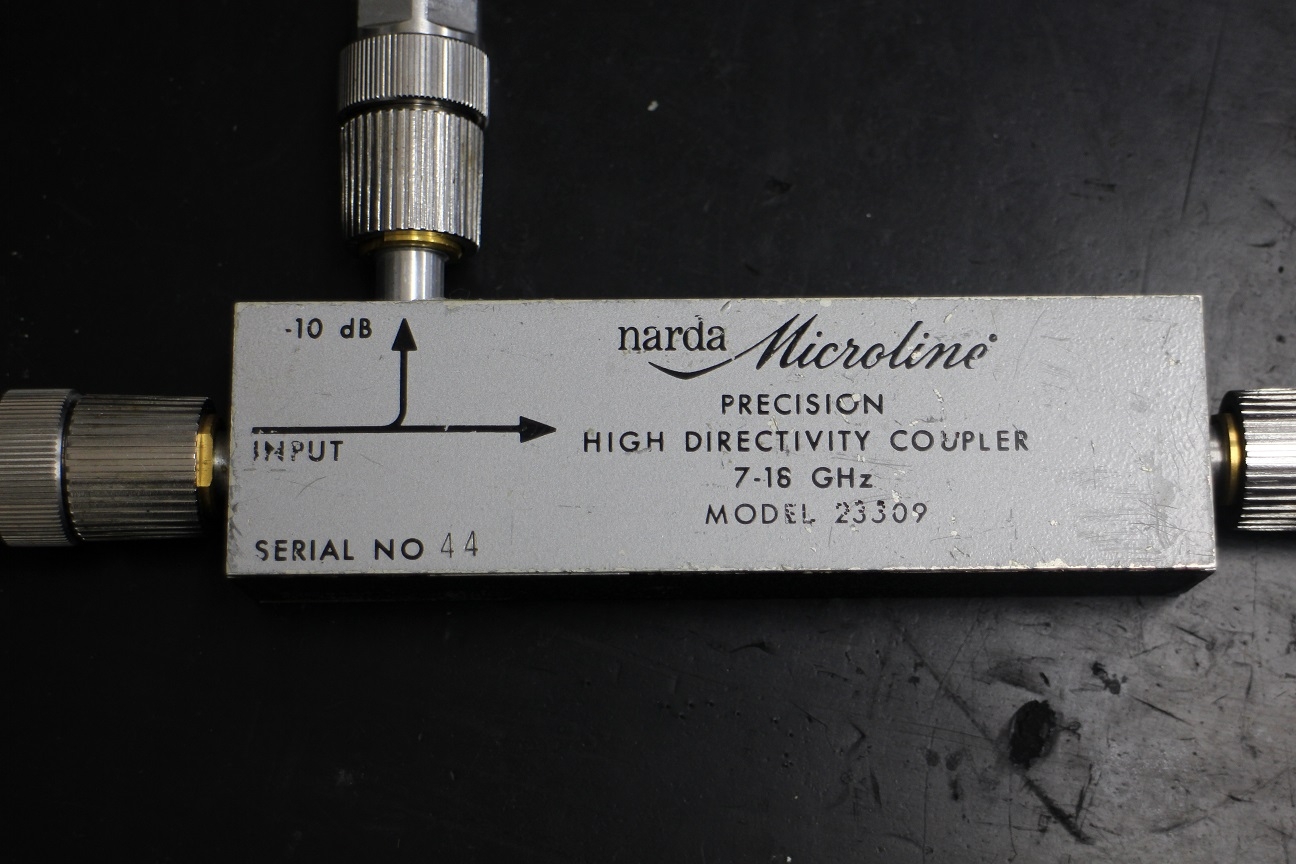 -10 dB
INPUT
SERIAL NO 44
narda Microline®
PRECISION
HIGH DIRECTIVITY COUPLER
7-18 GHz
MODEL 23309